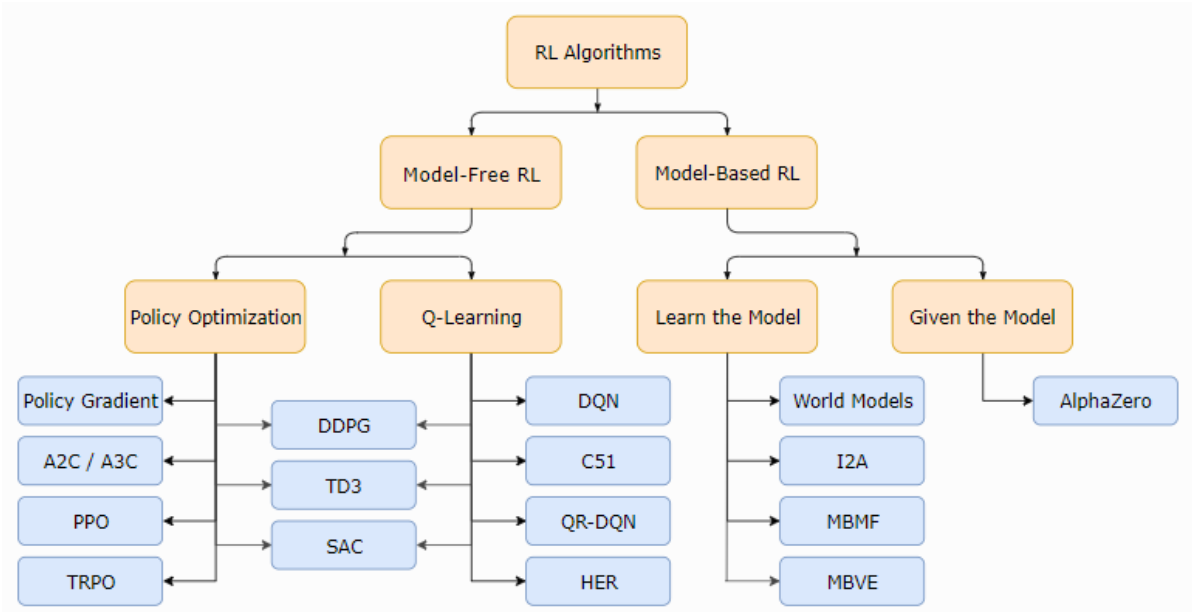 RL Algorithms
Model-Free RL
Model-Based RL
Policy Optimization
Q-Learning
Learn the Model
Given the Model
Policy Gradient
DDPG
DQN
World Models
AlphaZero
A2C / A3C
TD3
C51
I2A
PPO
SAC
QR-DQN
MBMF
TRPO
HER
MBVE